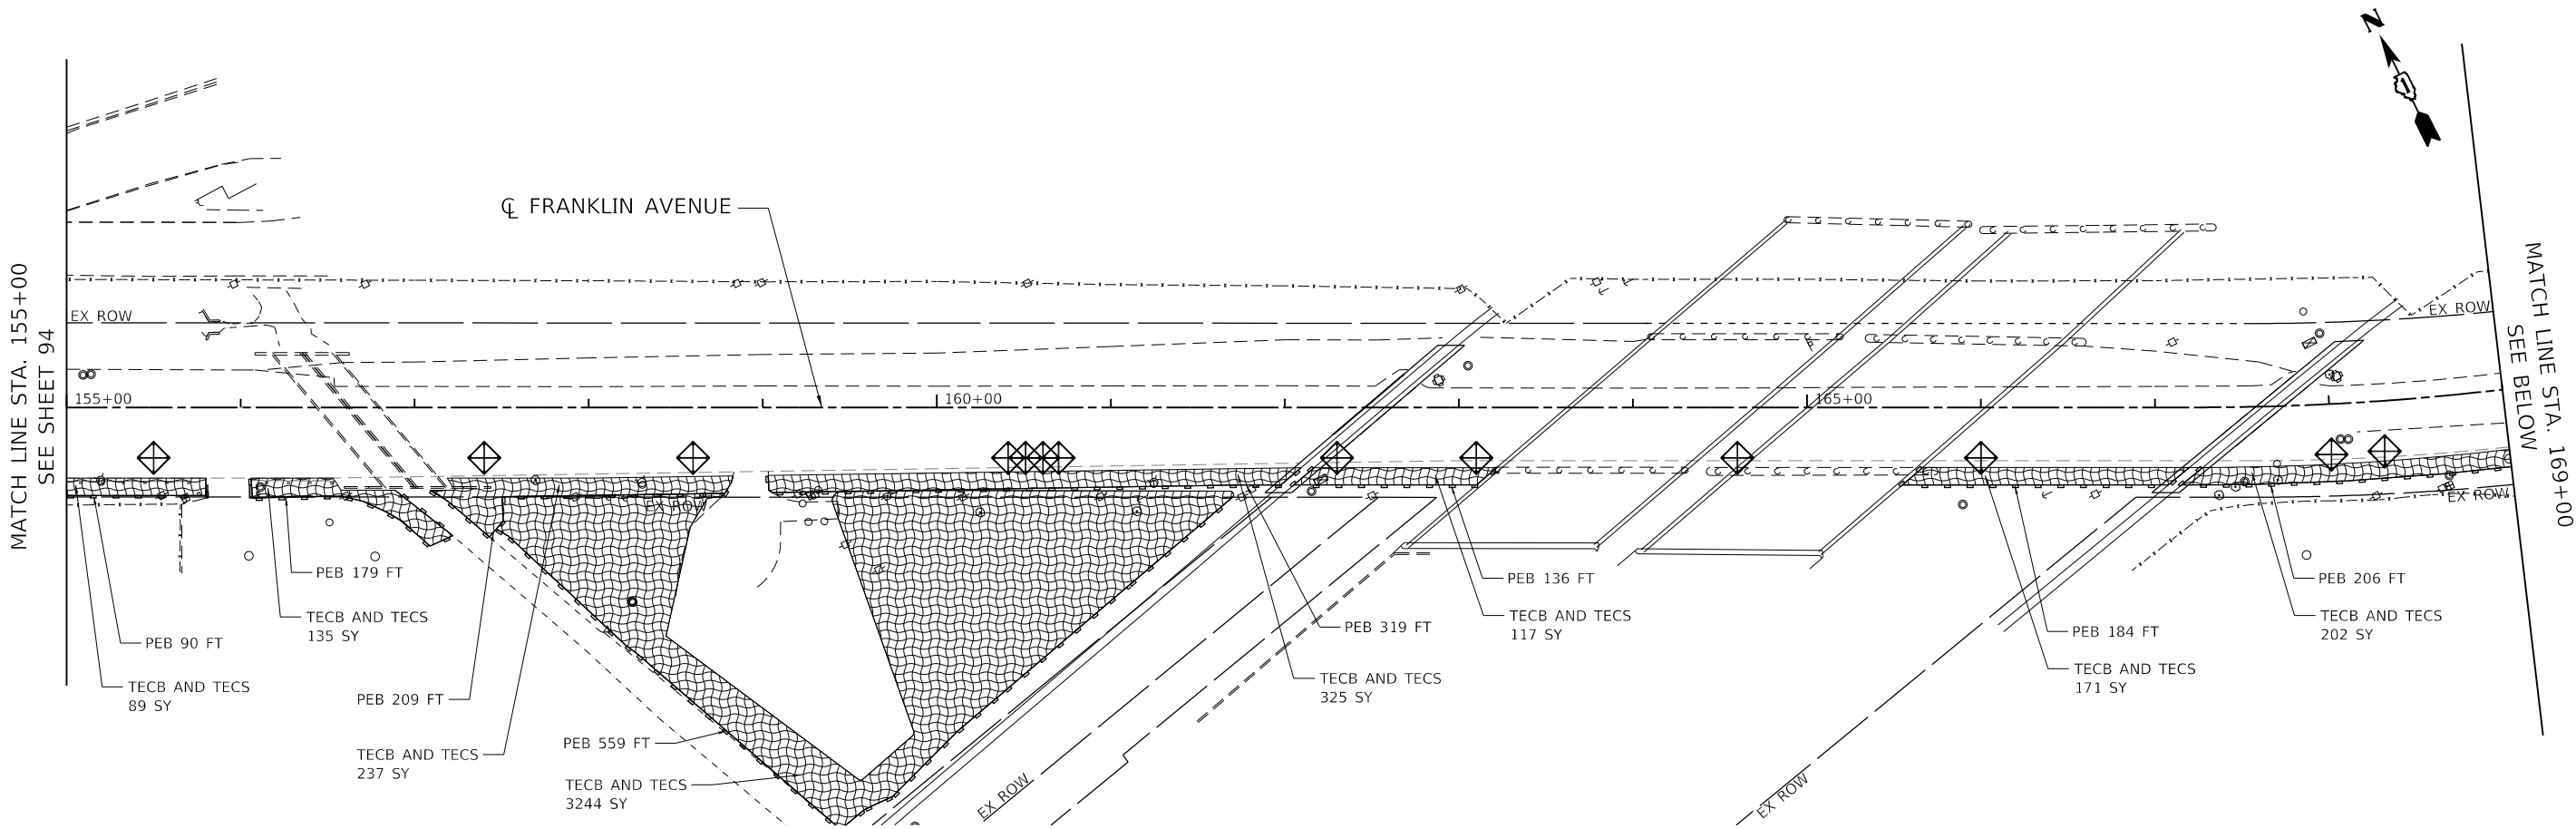 N
1
MATCH LINE STA. 155+00
SEE SHEET 94
℄ FRANKLIN AVENUE
MATCH LINE STA. 169+00
SEE BELOW
EX ROW
EX ROW
155+00
160+00
165+00
EX ROW
EX ROW
PEB 179 FT
TECB AND TECS
135 SY
PEB 90 FT
TECB AND TECS
89 SY
PEB 209 FT
TECB AND TECS
237 SY
PEB 559 FT
TECB AND TECS
3244 SY
PEB 136 FT
TECB AND TECS
117 SY
PEB 319 FT
TECB AND TECS
325 SY
PEB 184 FT
TECB AND TECS
171 SY
PEB 206 FT
TECB AND TECS
202 SY
EX ROW
EX ROW